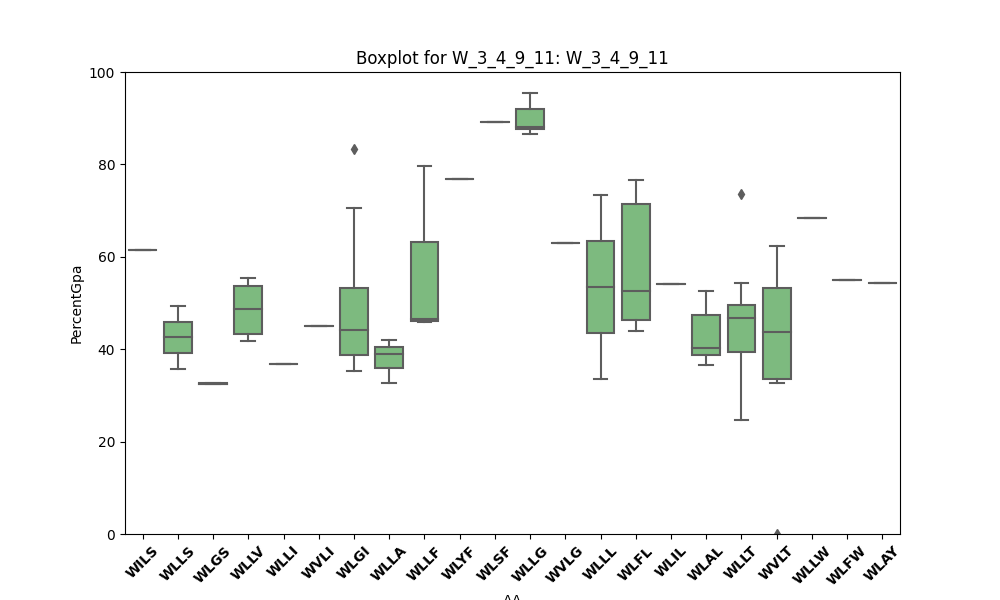 Boxplot for W_3_4_9_11: W_3_4_9_11
100
80
60
40
20
0
PercentGpa
WILS
WLLS
WLGS
WLLV
WLLI
WVLI
WLGI
WLLA
WLLF
WLYF
WLSF
WLLG
WVLG
WLLL
WLFL
WLIL
WLAL
WLLT
WVLT
WLLW
WLFW
WLAY
AA